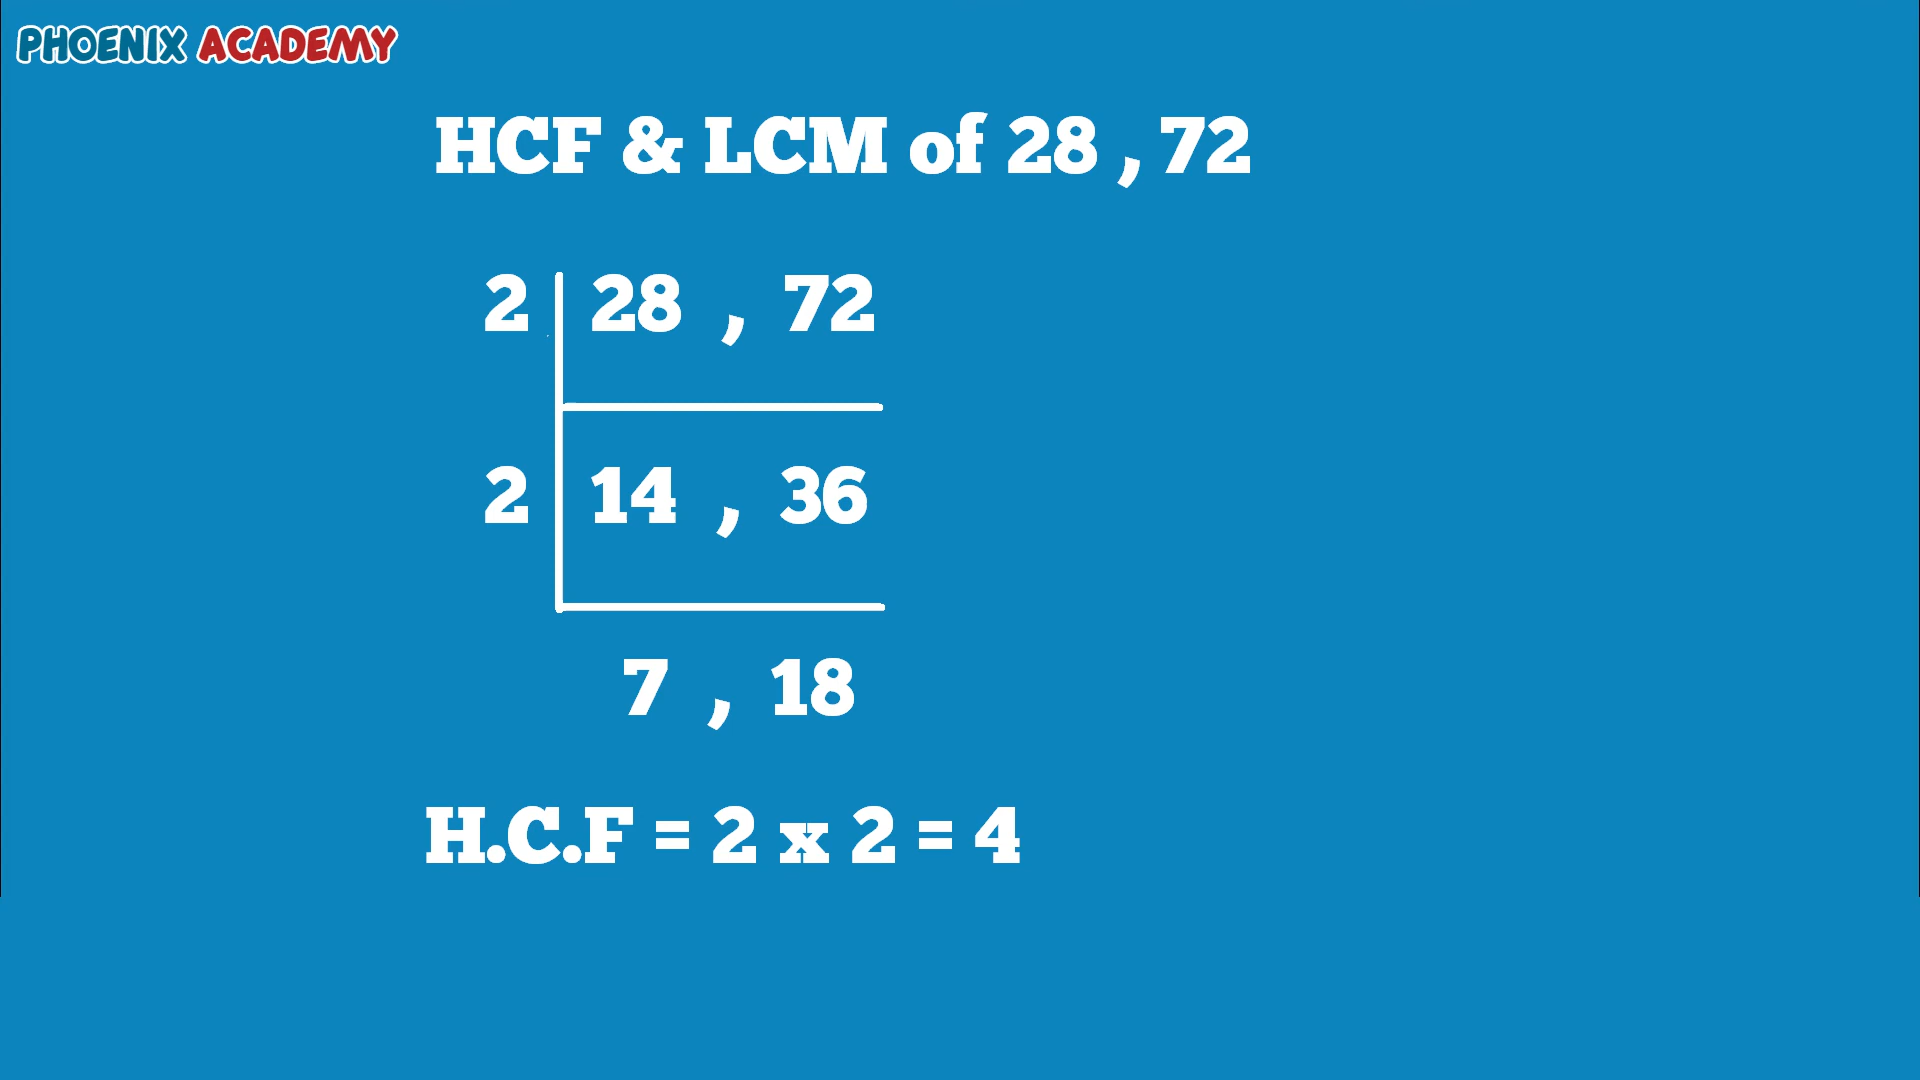 PHOENIX ACADEMY
HCF & LCM of 28 , 72
2 28 , 72
2 14 , 36
7 , 18
H.C.F = 2 x 2 = 4